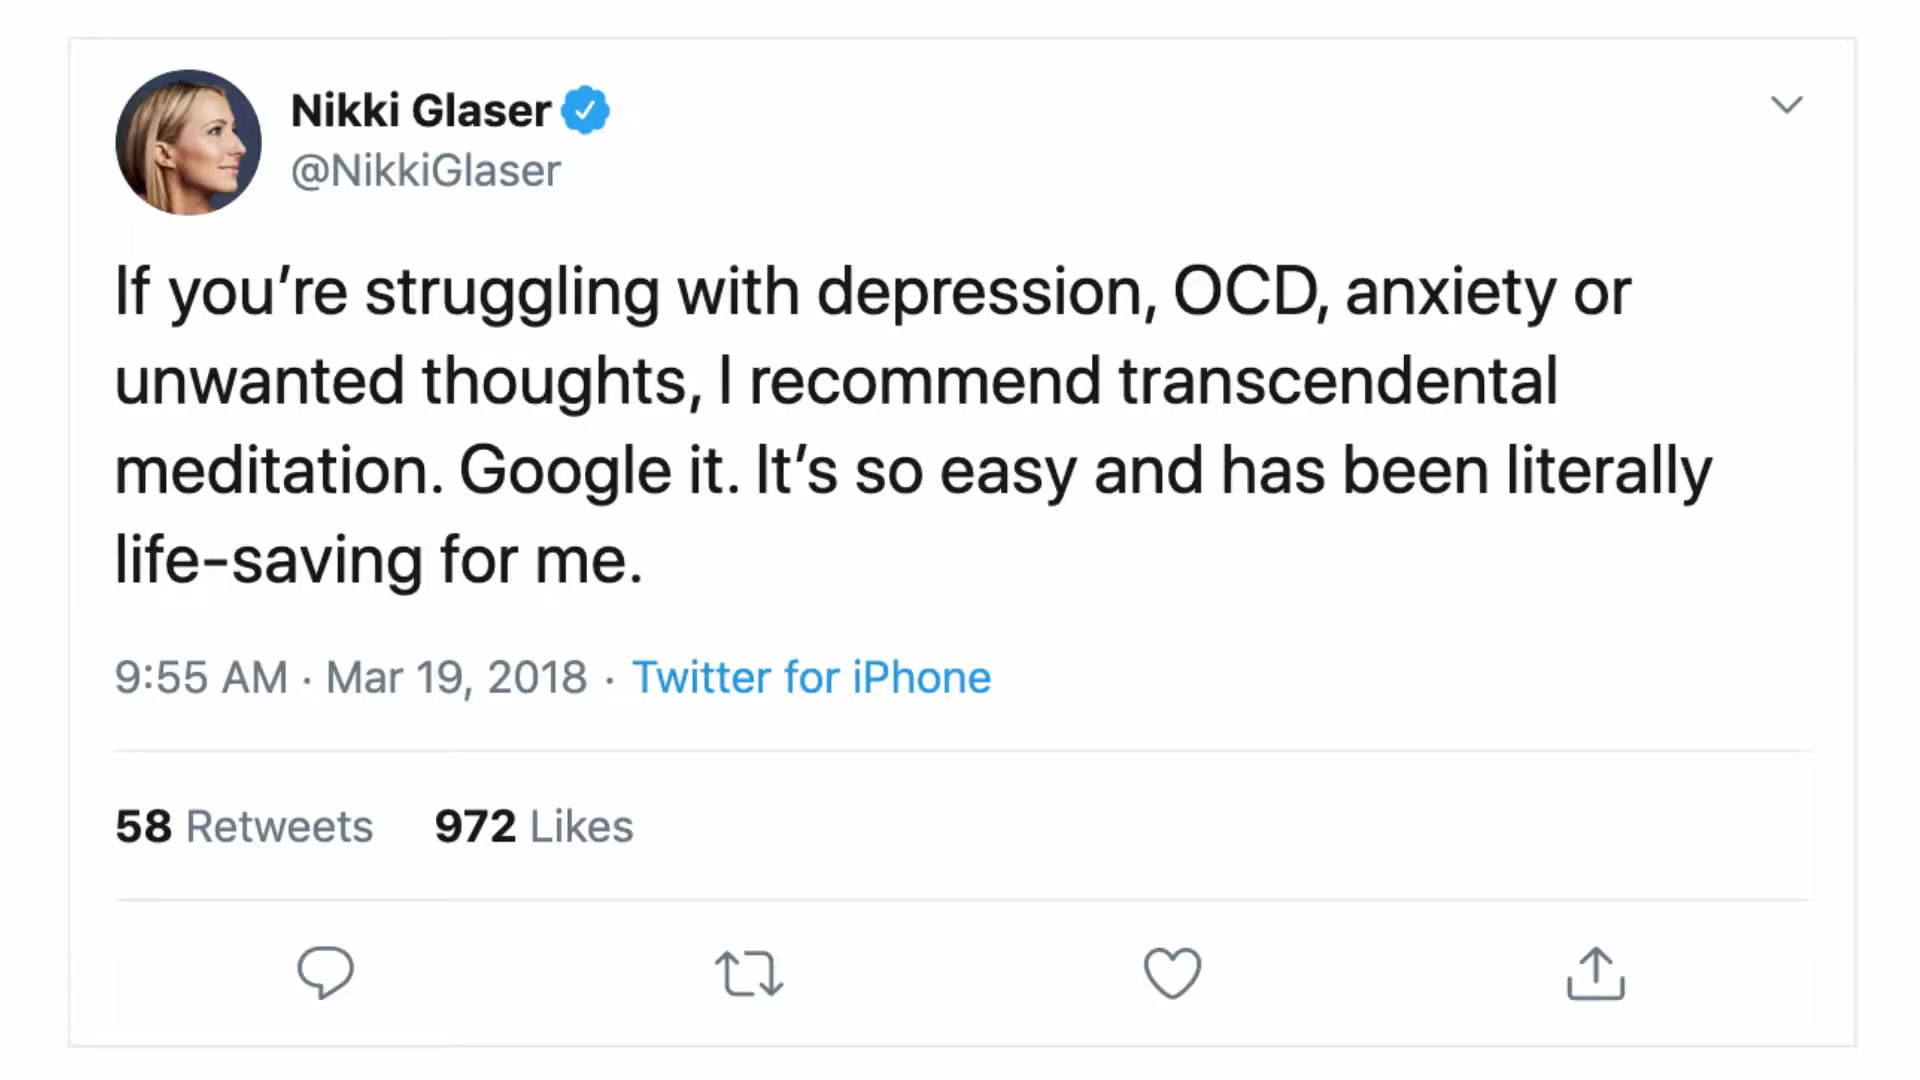 Nikki Glaser
@NikkiGlaser
If you’re struggling with depression, OCD, anxiety or
unwanted thoughts, I recommend transcendental
meditation. Google it. It’s so easy and has been literally
life-saving for me.
9:55 AM · Mar 19, 2018 · Twitter for iPhone
58 Retweets 972 Likes